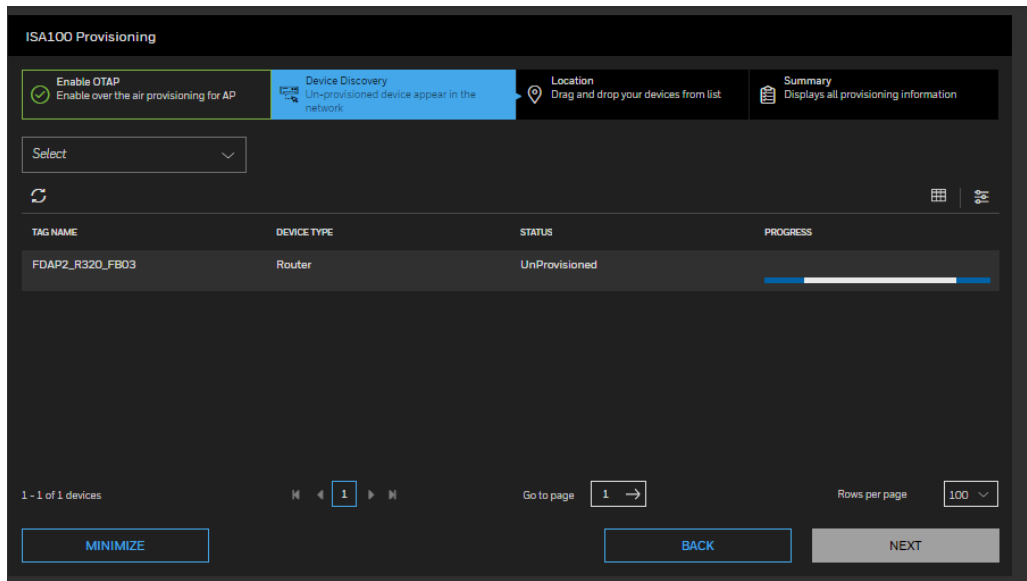 ISA100 Provisioning
Enable OTAP
Enable over the air provisioning for AP
Device Discovery
Un-provisioned device appear in the
network
Location
Drag and drop your devices from list
Summary
Displays all provisioning information
Select
TAG NAME DEVICE TYPE STATUS PROGRESS
FDAP2_R320_FB03 Router UnProvisioned
1 - 1 of 1 devices 1 Go to page 1 Rows per page 100
MINIMIZE BACK NEXT